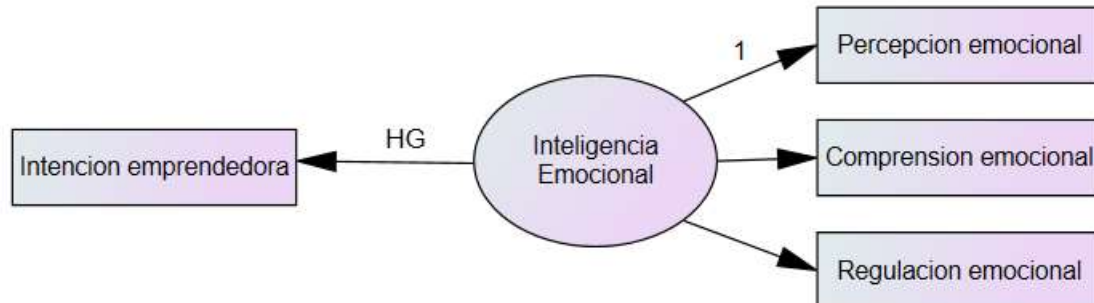 Percepcion emocional
1
HG
Intencion emprendedora
Inteligencia
Emocional
Comprension emocional
Regulacion emocional